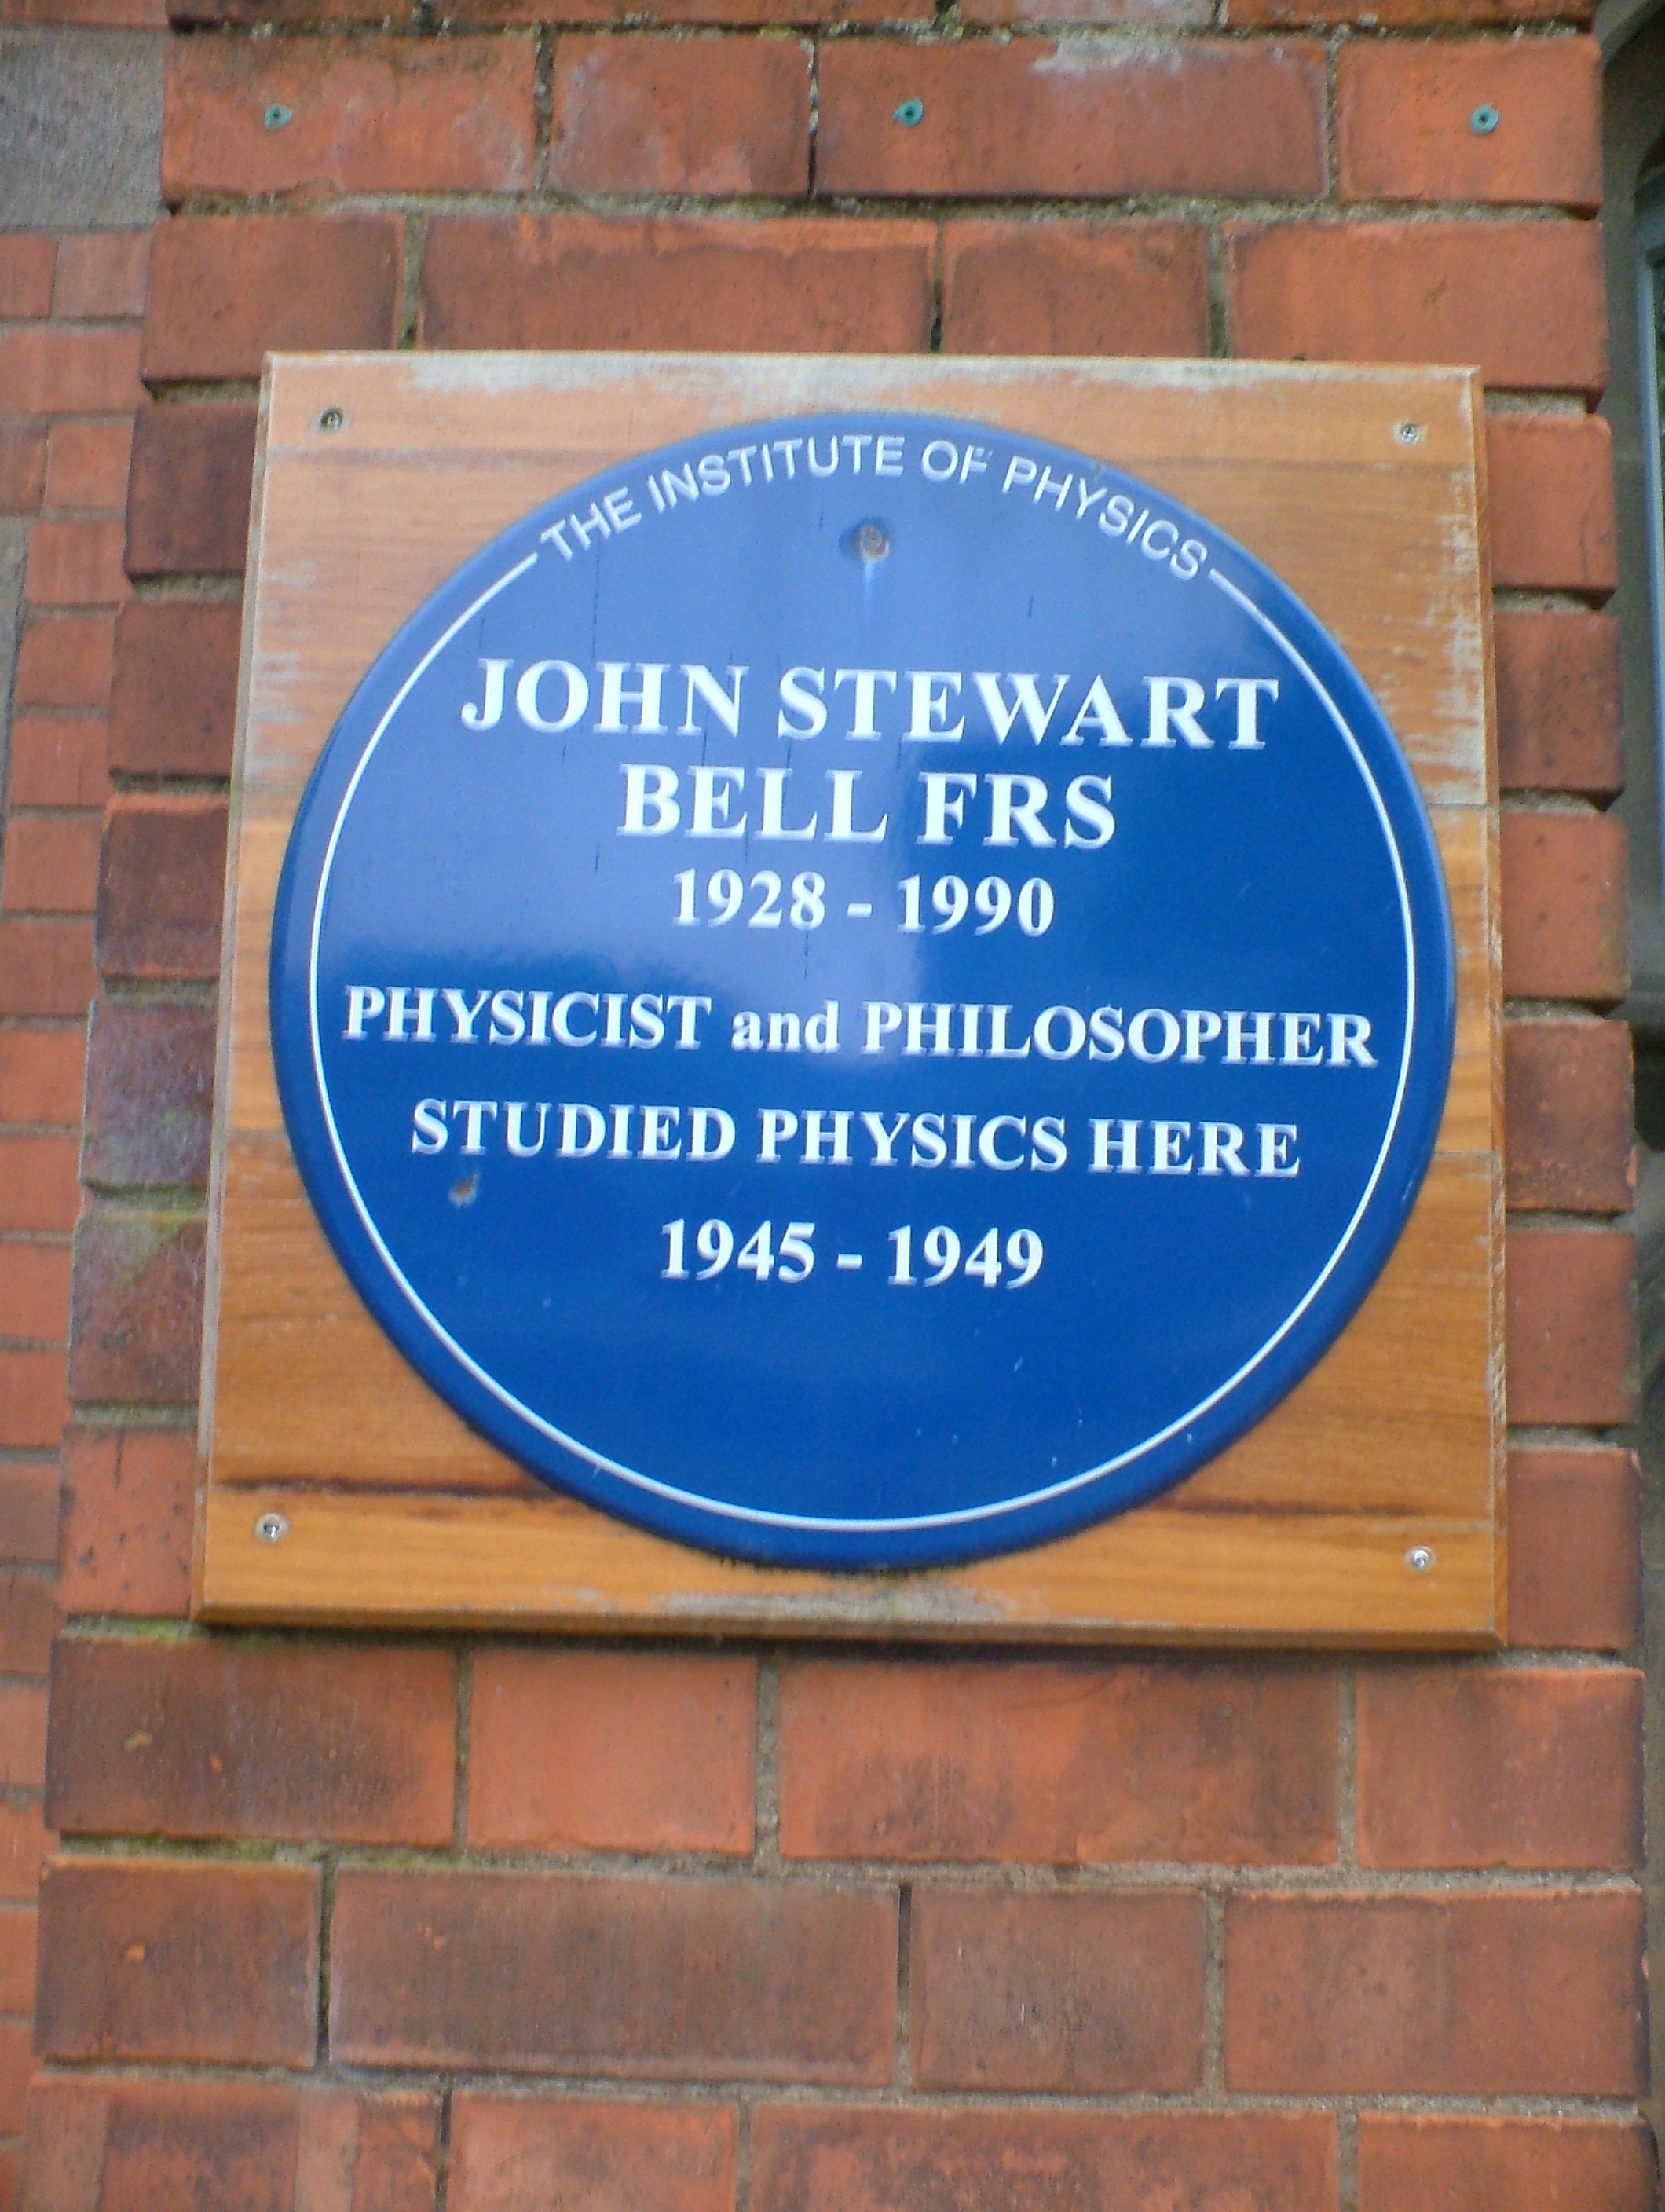 THE INSTITUTE OF PHYSICS
JOHN STEWART
BELL FRS
1928 - 1990
PHYSICIST and PHILOSOPHER
STUDIED PHYSICS HERE
1945 - 1949